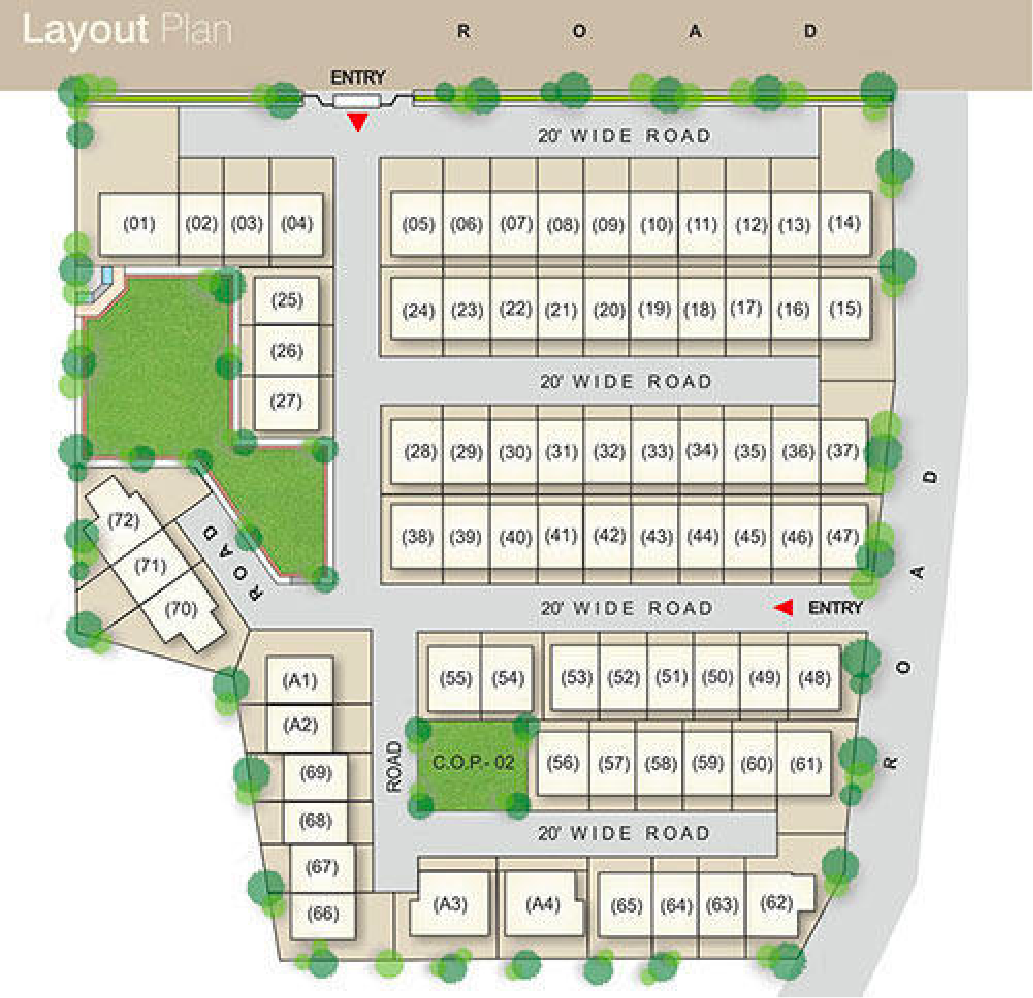 Layout Plan
R O A D
ENTRY
20' WIDE ROAD
(01) (02) (03) (04) (05) (06) (07) (08) (09) (10) (11) (12) (13) (14)
(25) (24) (23) (22) (21) (20) (19) (18) (17) (16) (15)
(26)
20' WIDE ROAD
(27)
(28) (29) (30) (31) (32) (33) (34) (35) (36) (37)
(72) (38) (39) (40) (41) (42) (43) (44) (45) (46) (47)
(71)
(70)
ROAD
20' WIDE ROAD ENTRY
R O A D
(A1) (55) (54) (53) (52) (51) (50) (49) (48)
(A2)
(69) ROAD C.O.P.- 02 (56) (57) (58) (59) (60) (61)
(68) 20' WIDE ROAD
(67)
(66) (A3) (A4) (65) (64) (63) (62)